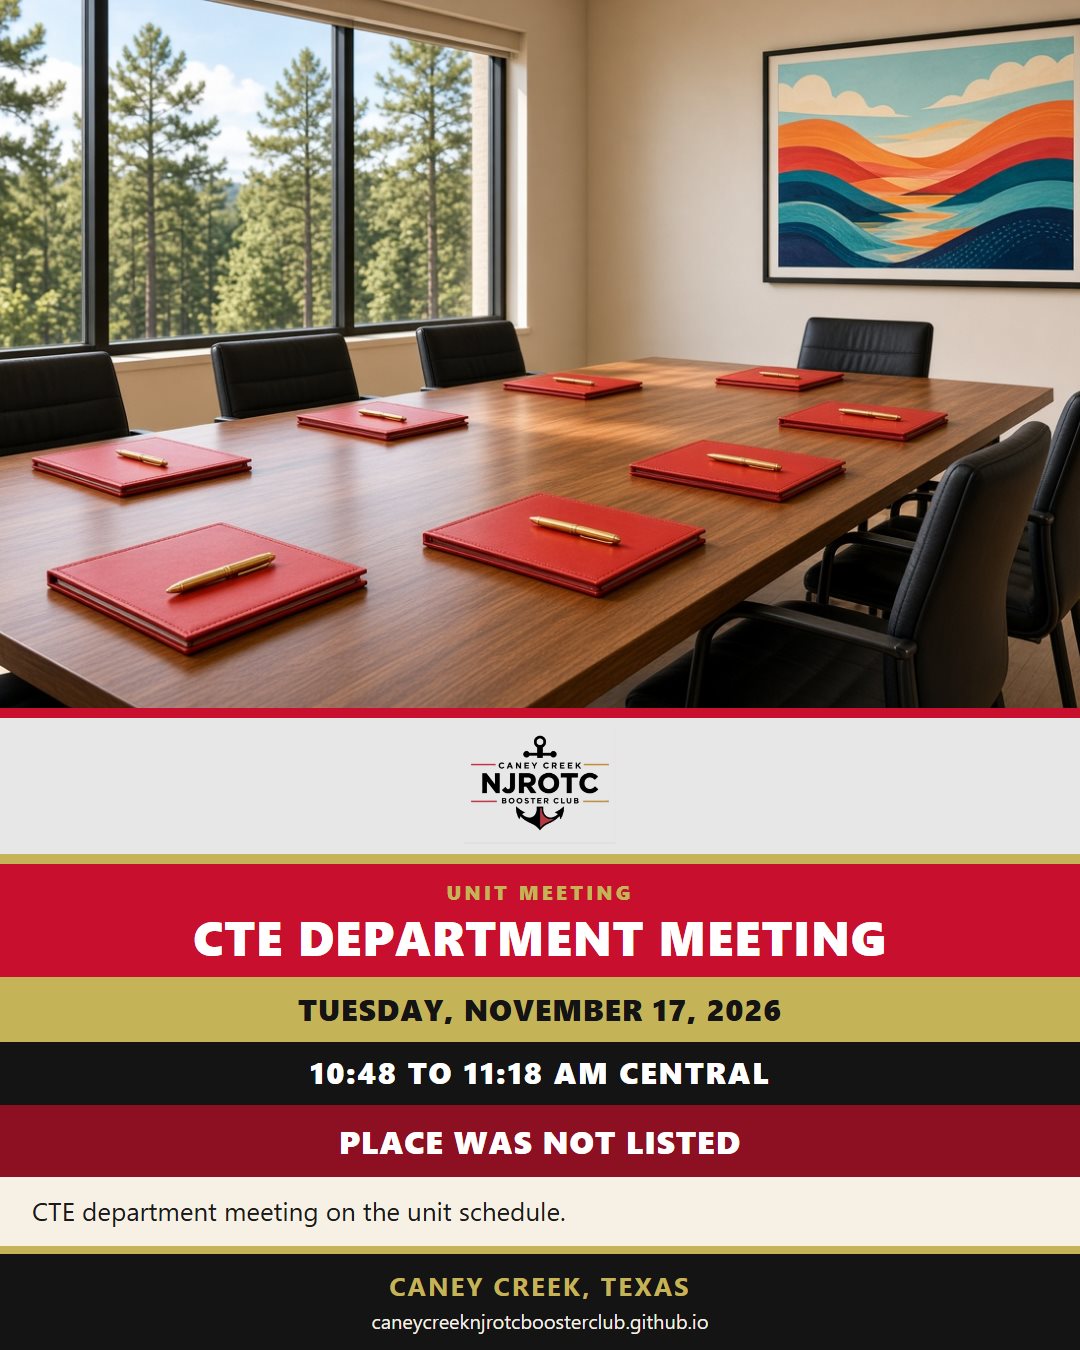 CANEY CREEK
NJROTC
BOOSTER CLUB
UNIT MEETING
CTE DEPARTMENT MEETING
TUESDAY, NOVEMBER 17, 2026
10:48 TO 11:18 AM CENTRAL
PLACE WAS NOT LISTED
CTE department meeting on the unit schedule.
CANEY CREEK, TEXAS
caneycreeknjrotcboosterclub.github.io